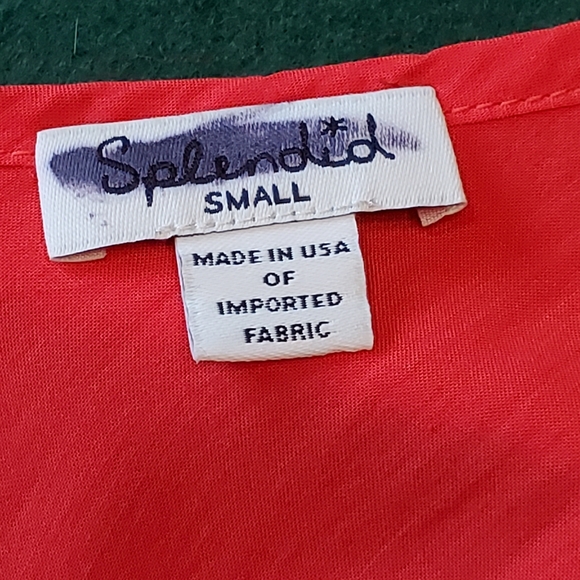 Splendid*
SMALL
MADE IN USA
OF
IMPORTED
FABRIC